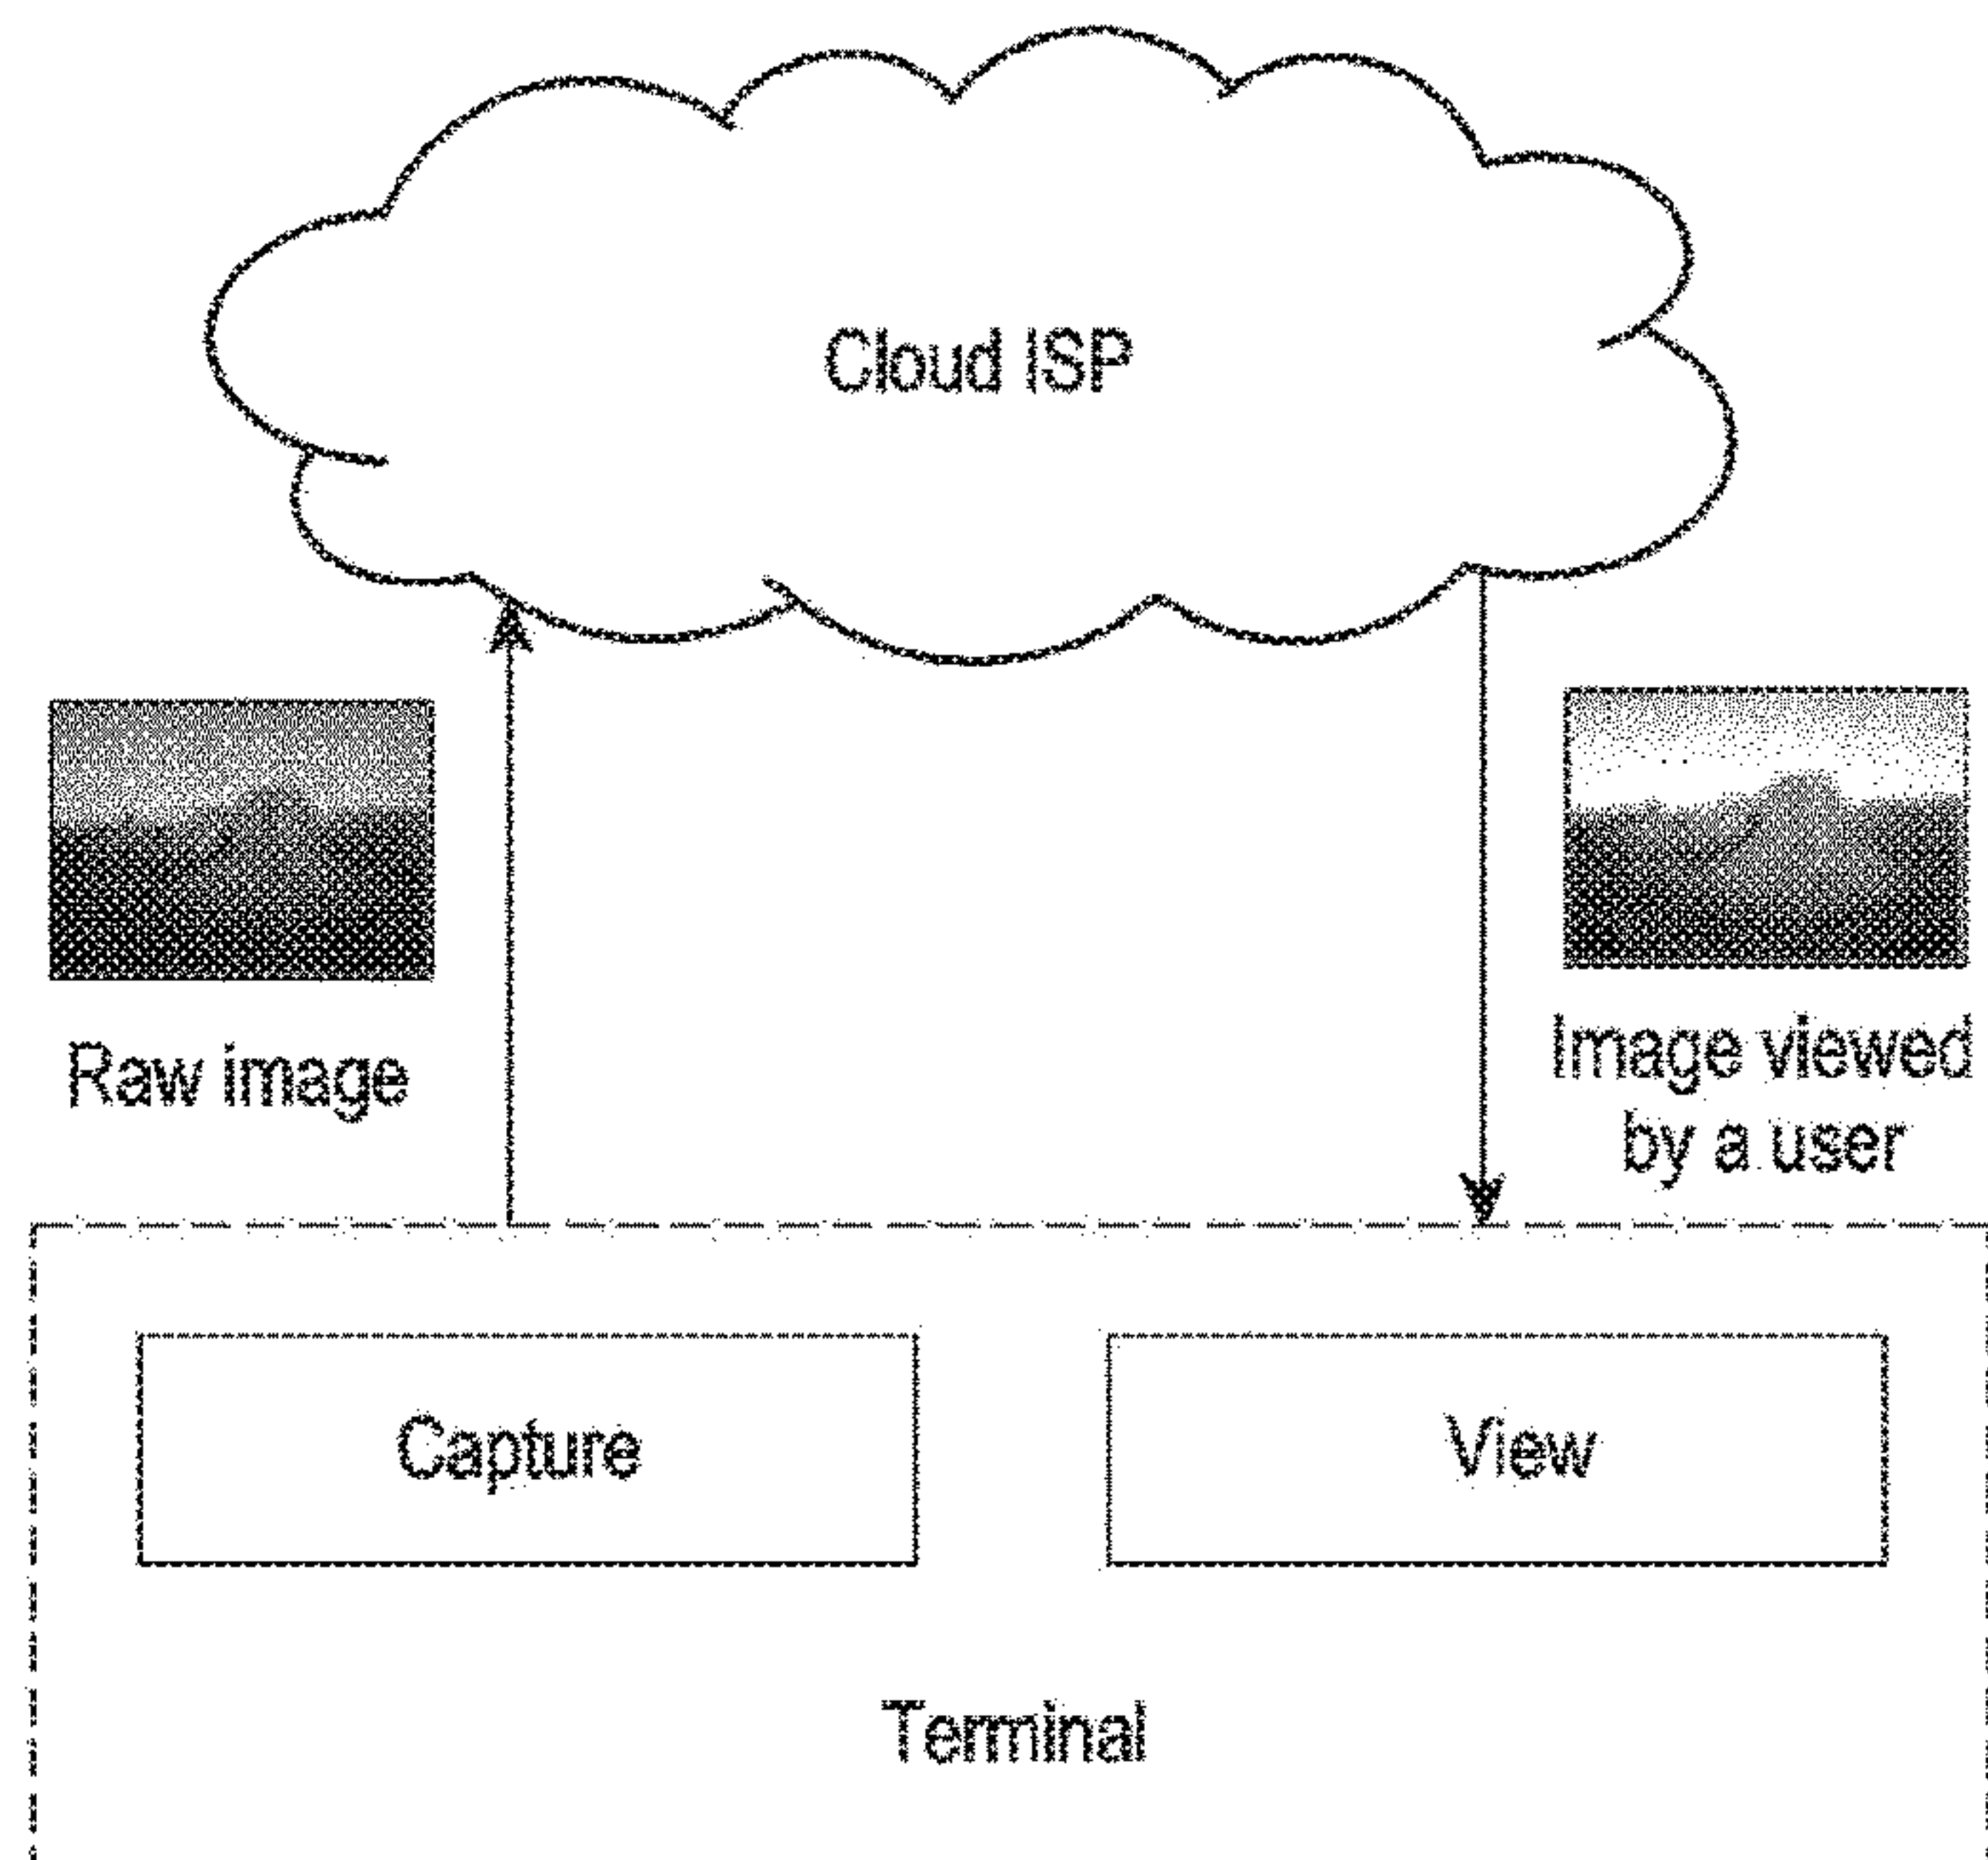 Cloud ISP
Raw image
Image viewed
by a user
Capture
View
Terminal